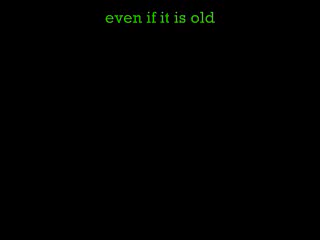 even if it is old